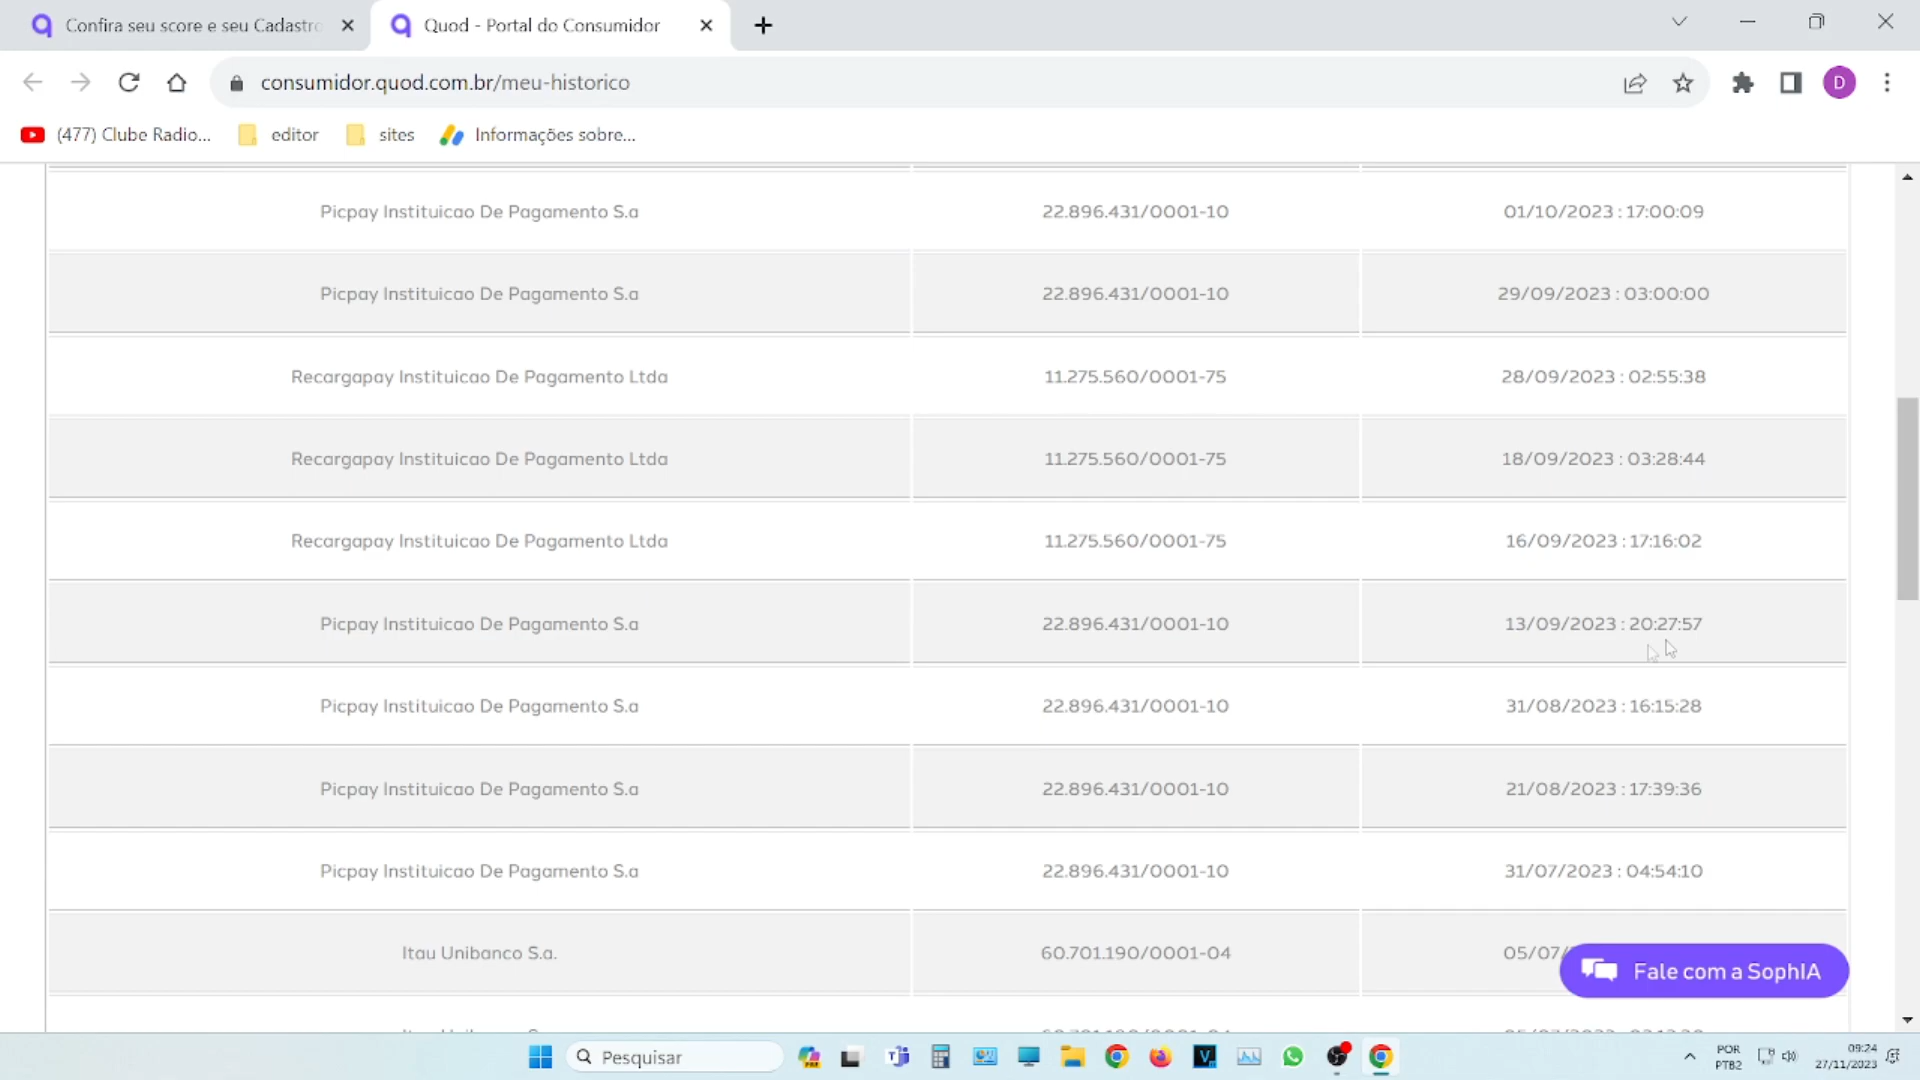 Confira seu score e seu Cadastro
Quod - Portal do Consumidor
consumidor.quod.com.br/meu-historico
D
(477) Clube Radio...
editor
sites
Informações sobre...
Picpay Instituicao De Pagamento S.a 22.896.431/0001-10 01/10/2023 : 17:00:09
Picpay Instituicao De Pagamento S.a 22.896.431/0001-10 29/09/2023 : 03:00:00
Recargapay Instituicao De Pagamento Ltda 11.275.560/0001-75 28/09/2023 : 02:55:38
Recargapay Instituicao De Pagamento Ltda 11.275.560/0001-75 18/09/2023 : 03:28:44
Recargapay Instituicao De Pagamento Ltda 11.275.560/0001-75 16/09/2023 : 17:16:02
Picpay Instituicao De Pagamento S.a 22.896.431/0001-10 13/09/2023 : 20:27:57
Picpay Instituicao De Pagamento S.a 22.896.431/0001-10 31/08/2023 : 16:15:28
Picpay Instituicao De Pagamento S.a 22.896.431/0001-10 21/08/2023 : 17:39:36
Picpay Instituicao De Pagamento S.a 22.896.431/0001-10 31/07/2023 : 04:54:10
Itau Unibanco S.a. 60.701.190/0001-04 05/07/
Fale com a SophIA
Pesquisar
POR
PTB2
09:24
27/11/2023